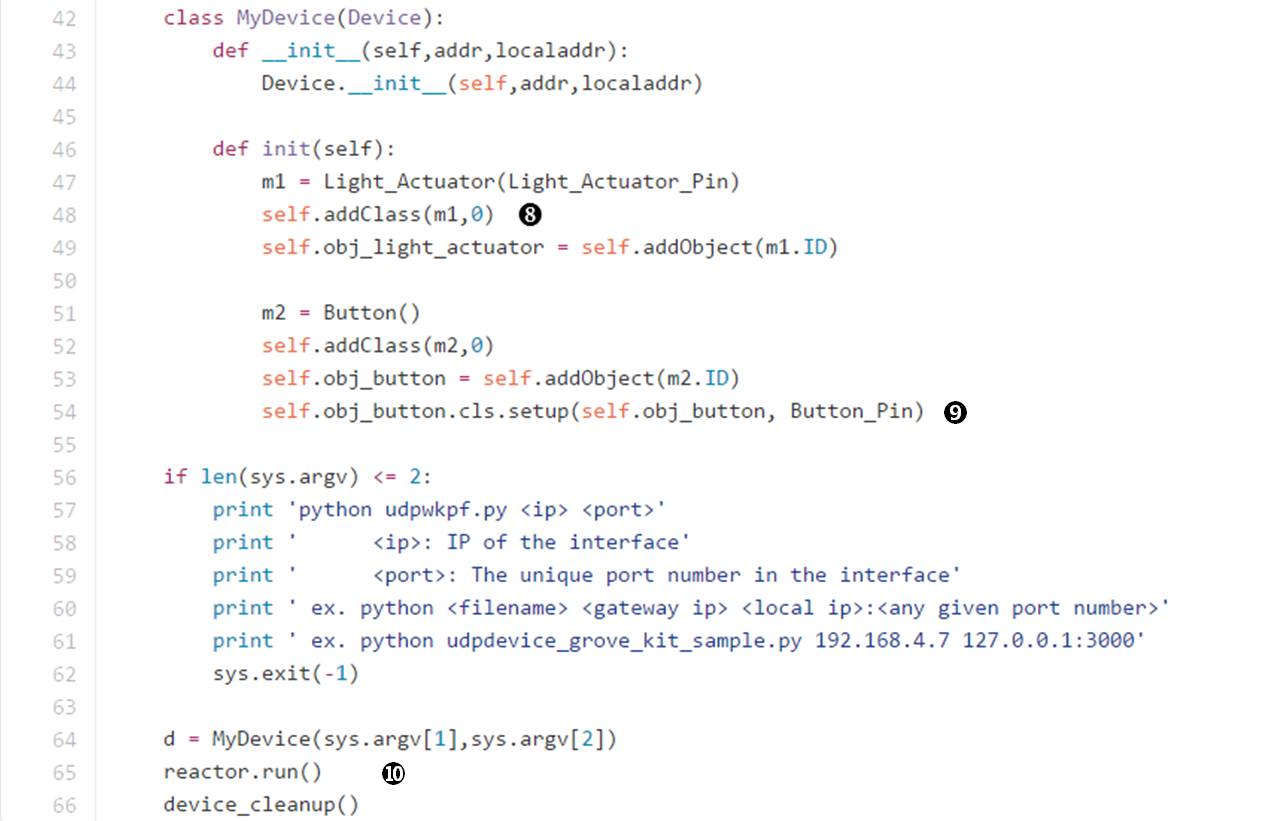 42 class MyDevice(Device):
43     def __init__(self,addr,localaddr):
44         Device.__init__(self,addr,localaddr)
45
46     def init(self):
47         m1 = Light_Actuator(Light_Actuator_Pin)
48         self.addClass(m1,0) ❽
49         self.obj_light_actuator = self.addObject(m1.ID)
50
51         m2 = Button()
52         self.addClass(m2,0)
53         self.obj_button = self.addObject(m2.ID)
54         self.obj_button.cls.setup(self.obj_button, Button_Pin) ❾
55
56 if len(sys.argv) <= 2:
57     print 'python udpwkpf.py <ip> <port>'
58     print '      <ip>: IP of the interface'
59     print '      <port>: The unique port number in the interface'
60     print ' ex. python <filename> <gateway ip> <local ip>:<any given port number>'
61     print ' ex. python udpdevice_grove_kit_sample.py 192.168.4.7 127.0.0.1:3000'
62     sys.exit(-1)
63
64 d = MyDevice(sys.argv[1],sys.argv[2])
65 reactor.run() ❿
66 device_cleanup()